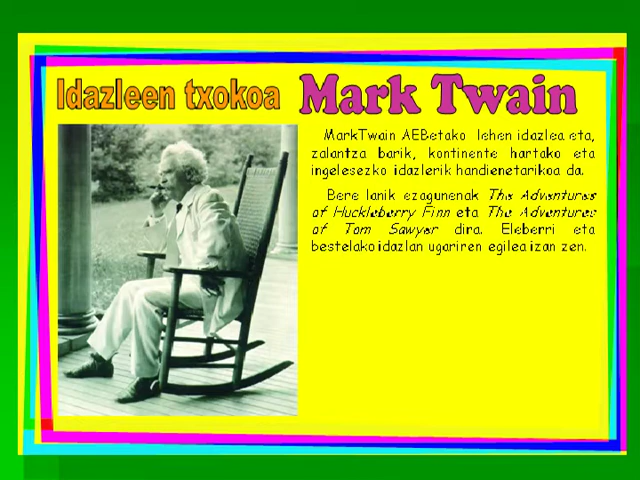 Idazleen txokoa Mark Twain
MarkTwain AEBetako lehen idazlea eta,
zalantza barik, kontinente hartako eta
ingelesezko idazlerik handienetarikoa da.
Bere lanik ezagunenak The Adventures
of Huckleberry Finn eta The Adventures
of Tom Sawyer dira. Eleberri eta
bestelako idazlan ugariren egilea izan zen.